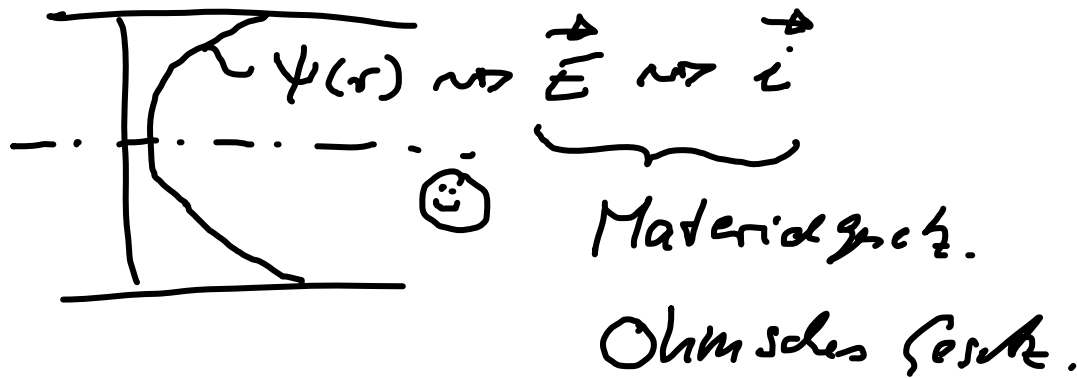 ψ(r) ⇝ E⃗ ⇝ i⃗
Materialgesetz.
Ohmsches Gesetz.